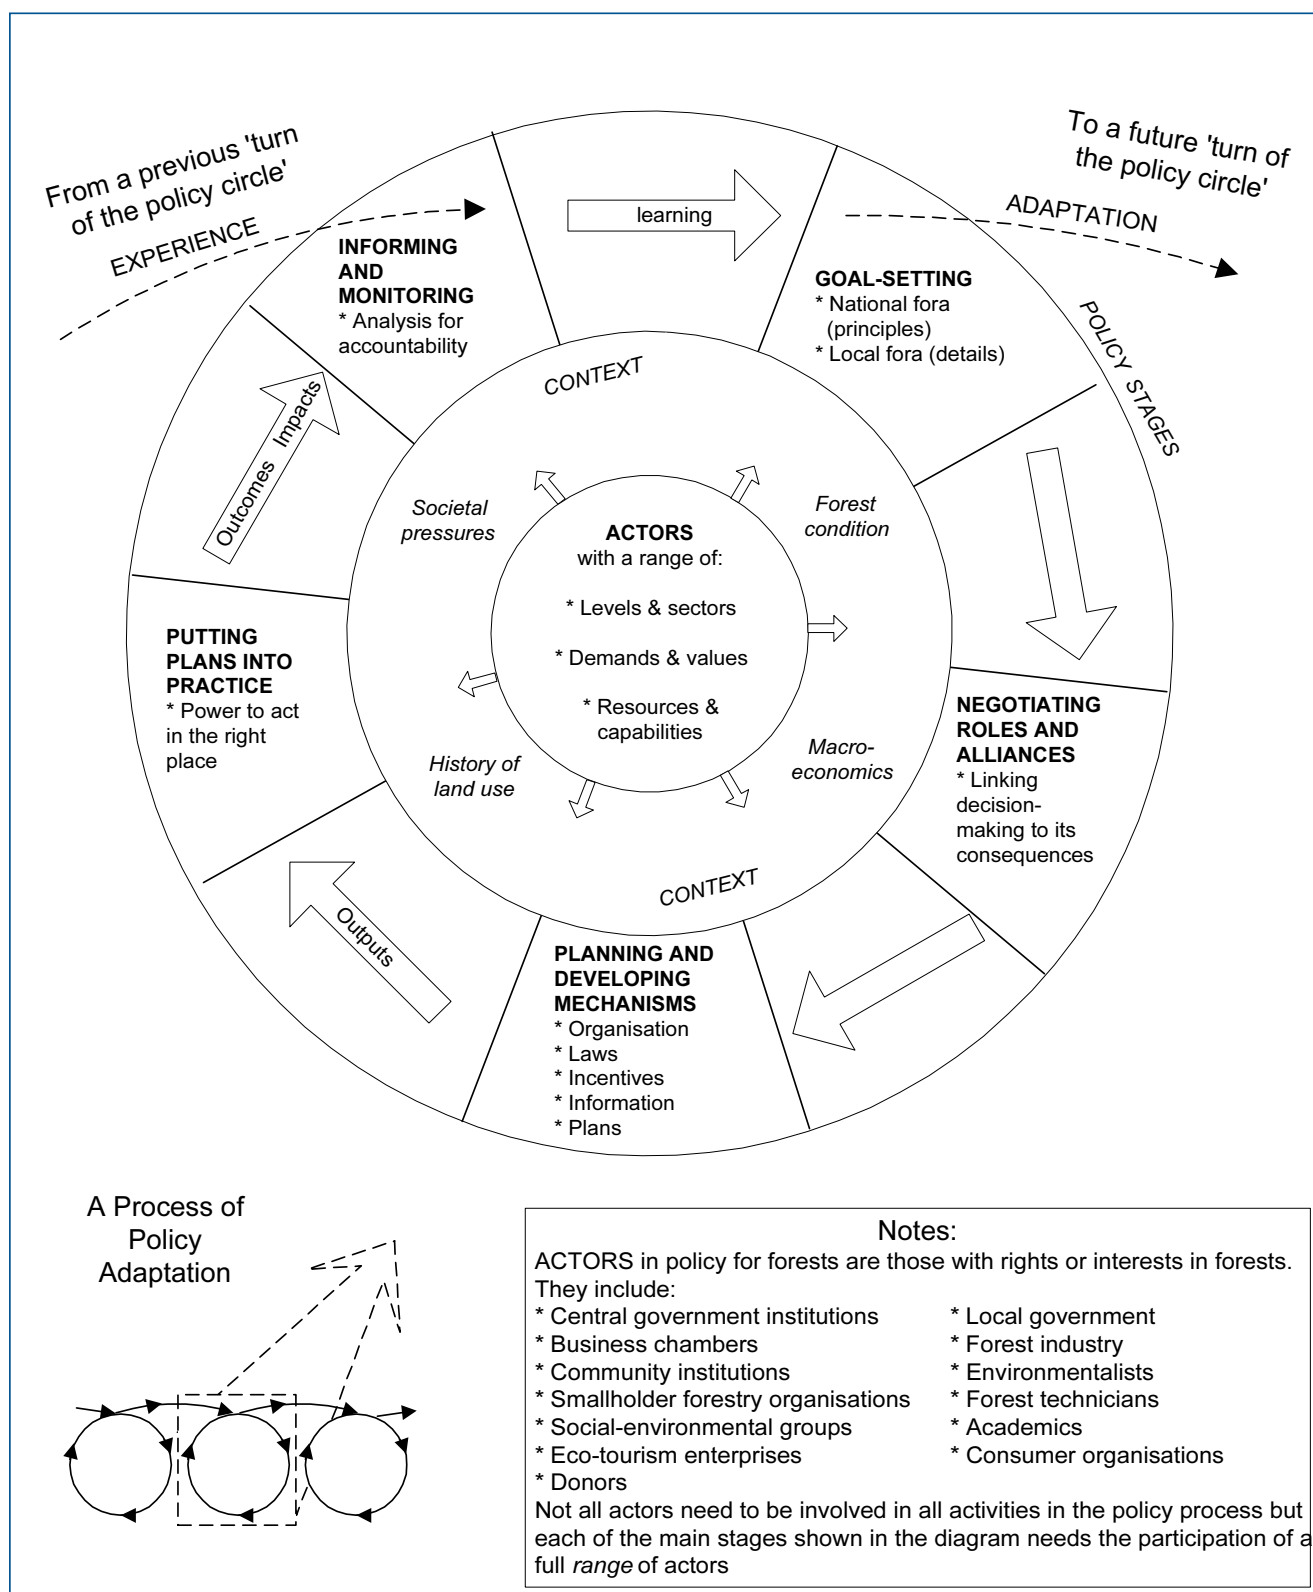 From a previous 'turn
of the policy circle'
EXPERIENCE
To a future 'turn of
the policy circle'
ADAPTATION
learning
INFORMING
AND
MONITORING
* Analysis for
accountability
GOAL-SETTING
* National fora
(principles)
* Local fora (details)
POLICY STAGES
CONTEXT
Outcomes Impacts
Societal
pressures
Forest
condition
ACTORS
with a range of:
* Levels & sectors
* Demands & values
* Resources &
capabilities
PUTTING
PLANS INTO
PRACTICE
* Power to act
in the right
place
NEGOTIATING
ROLES AND
ALLIANCES
* Linking
decision-
making to its
consequences
History of
land use
Macro-
economics
CONTEXT
Outputs
PLANNING AND
DEVELOPING
MECHANISMS
* Organisation
* Laws
* Incentives
* Information
* Plans
A Process of
Policy
Adaptation
Notes:
ACTORS in policy for forests are those with rights or interests in forests.
They include:
* Central government institutions
* Business chambers
* Community institutions
* Smallholder forestry organisations
* Social-environmental groups
* Eco-tourism enterprises
* Donors
* Local government
* Forest industry
* Environmentalists
* Forest technicians
* Academics
* Consumer organisations
Not all actors need to be involved in all activities in the policy process but
each of the main stages shown in the diagram needs the participation of a
full range of actors